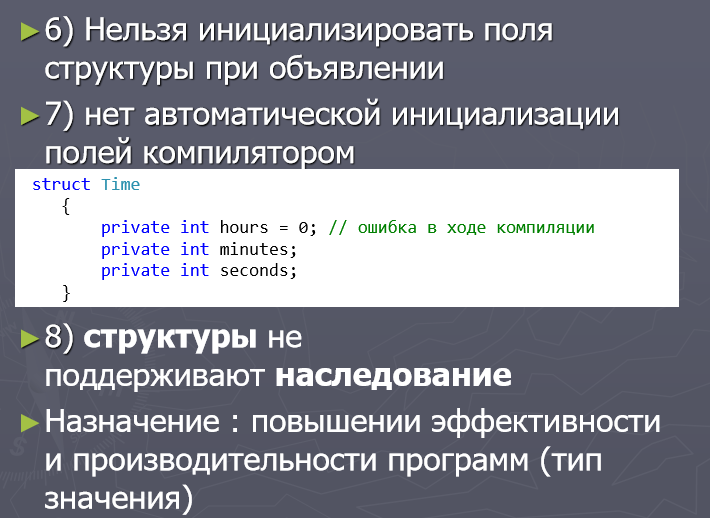 ►6) Нельзя инициализировать поля
структуры при объявлении
►7) нет автоматической инициализации
полей компилятором
struct Time
{
private int hours = 0; // ошибка в ходе компиляции
private int minutes;
private int seconds;
}
►8) структуры не
поддерживают наследование
►Назначение : повышении эффективности
и производительности программ (тип
значения)